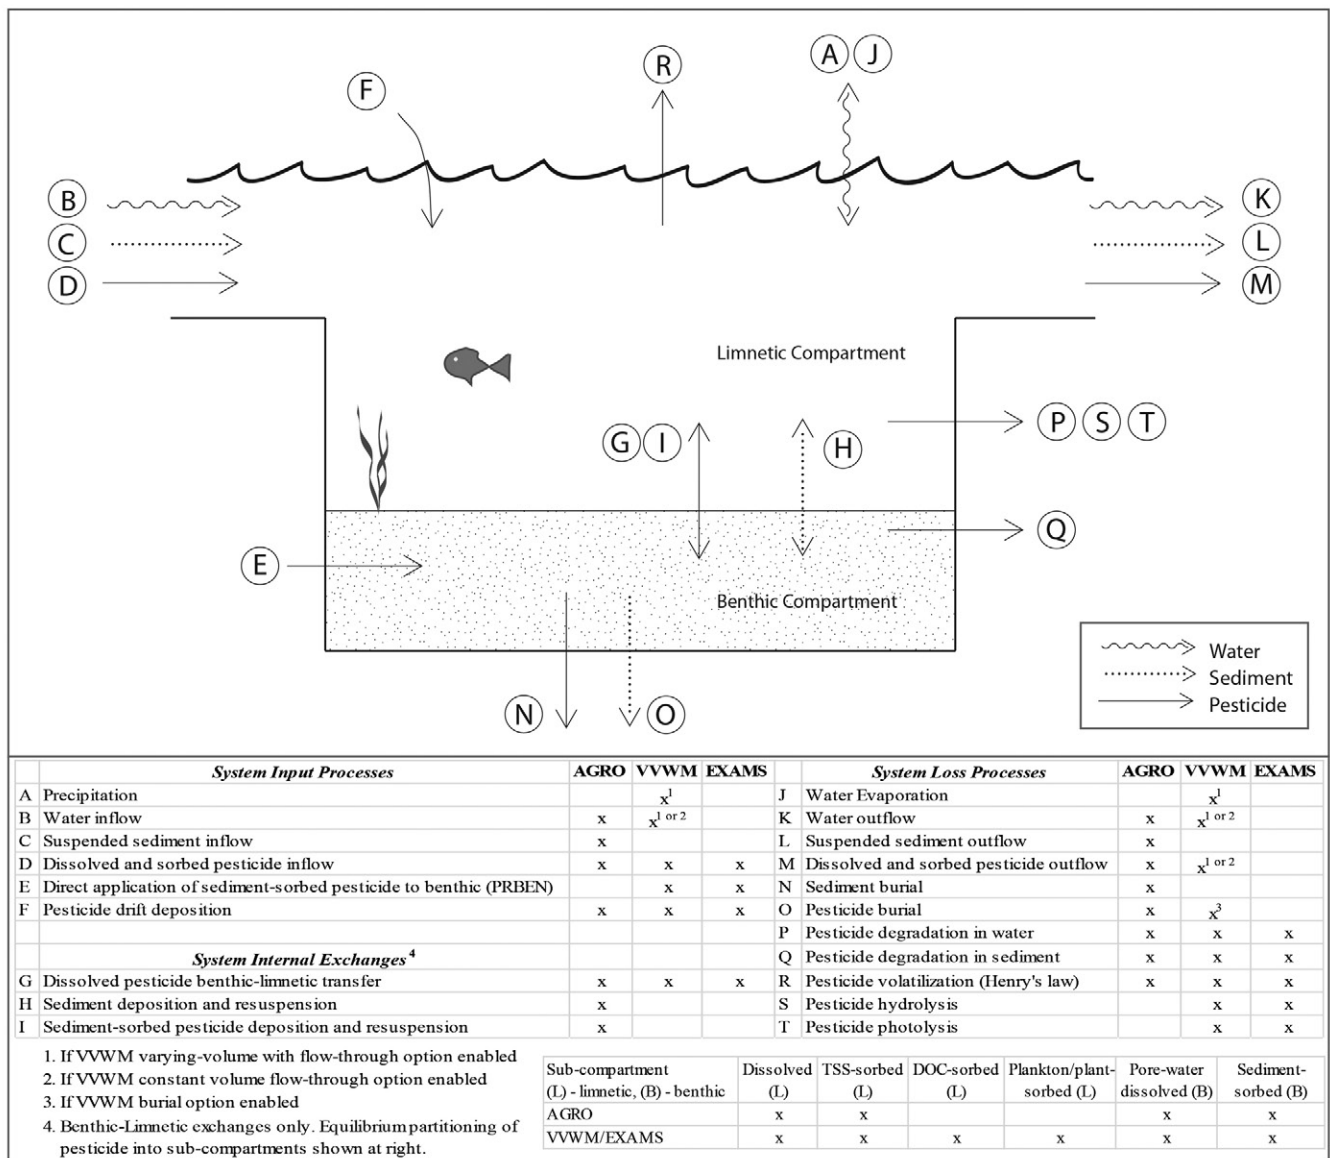 F
R
A J
B
C
D
K
L
M
Limnetic Compartment
G I
H
P S T
Q
E
Benthic Compartment
N
O
Water
Sediment
Pesticide
System Input Processes AGRO VVWM EXAMS
A Precipitation x1
B Water inflow x x1 or 2
C Suspended sediment inflow x
D Dissolved and sorbed pesticide inflow x x x
E Direct application of sediment-sorbed pesticide to benthic (PRBEN) x x
F Pesticide drift deposition x x x
System Internal Exchanges 4
G Dissolved pesticide benthic-limnetic transfer x x x
H Sediment deposition and resuspension x
I Sediment-sorbed pesticide deposition and resuspension x
System Loss Processes AGRO VVWM EXAMS
J Water Evaporation x1
K Water outflow x x1 or 2
L Suspended sediment outflow x
M Dissolved and sorbed pesticide outflow x x1 or 2
N Sediment burial x
O Pesticide burial x x3
P Pesticide degradation in water x x x
Q Pesticide degradation in sediment x x x
R Pesticide volatilization (Henry's law) x x x
S Pesticide hydrolysis x x
T Pesticide photolysis x x
1. If VVWM varying-volume with flow-through option enabled
2. If VVWM constant volume flow-through option enabled
3. If VVWM burial option enabled
4. Benthic-Limnetic exchanges only. Equilibrium partitioning of
pesticide into sub-compartments shown at right.
Sub-compartment Dissolved TSS-sorbed DOC-sorbed Plankton/plant- Pore-water Sediment-
(L) - limnetic, (B) - benthic (L) (L) (L) sorbed (L) dissolved (B) sorbed (B)
AGRO x x x x
VVWM/EXAMS x x x x x x